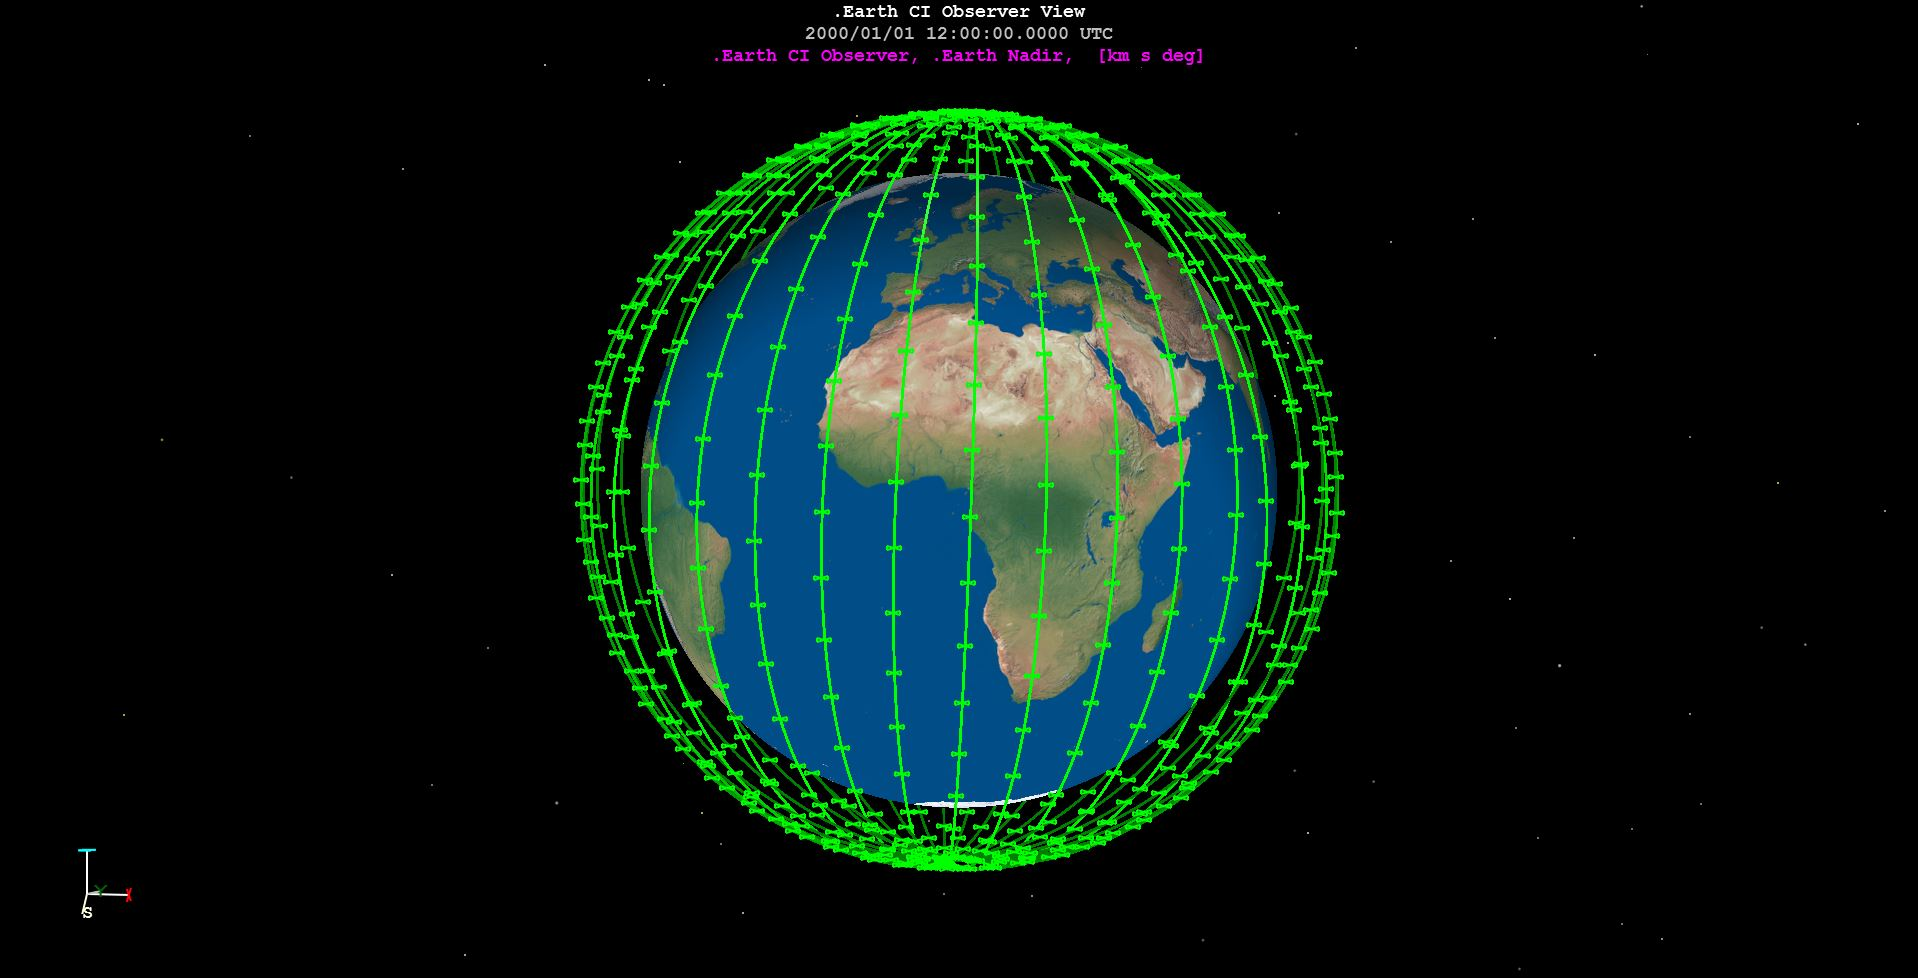 .Earth CI Observer View
2000/01/01 12:00:00.0000 UTC
.Earth CI Observer, .Earth Nadir,  [km s deg]
Y
X
S